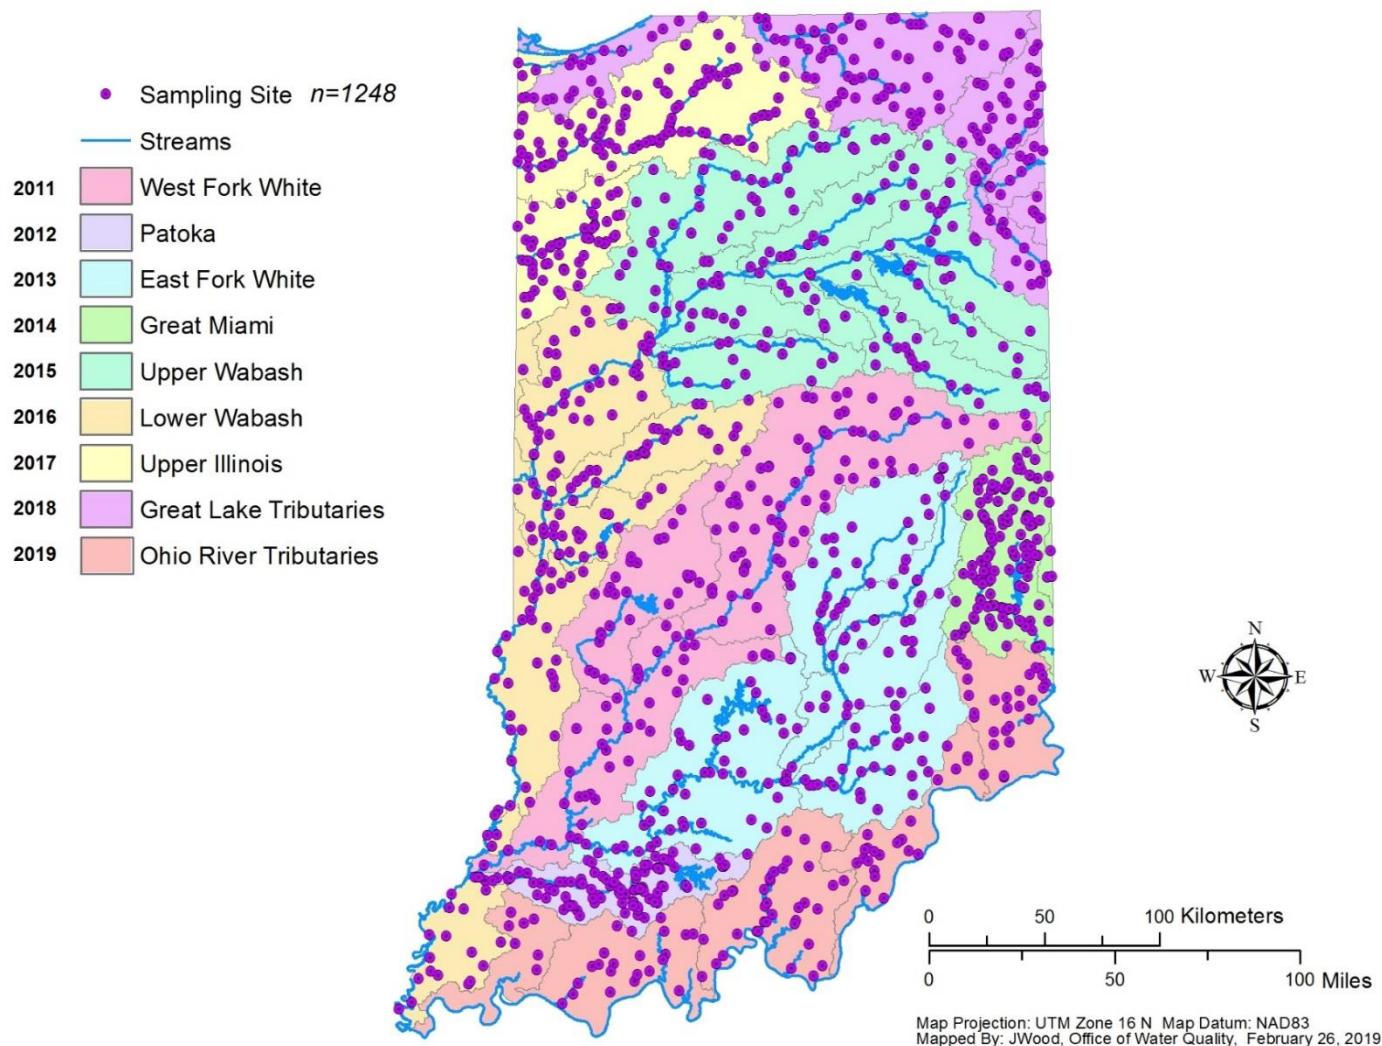 Sampling Site n=1248
Streams
2011 West Fork White
2012 Patoka
2013 East Fork White
2014 Great Miami
2015 Upper Wabash
2016 Lower Wabash
2017 Upper Illinois
2018 Great Lake Tributaries
2019 Ohio River Tributaries
N
W E
S
0 50 100 Kilometers
0 50 100 Miles
Map Projection: UTM Zone 16 N Map Datum: NAD83
Mapped By: JWood, Office of Water Quality, February 26, 2019